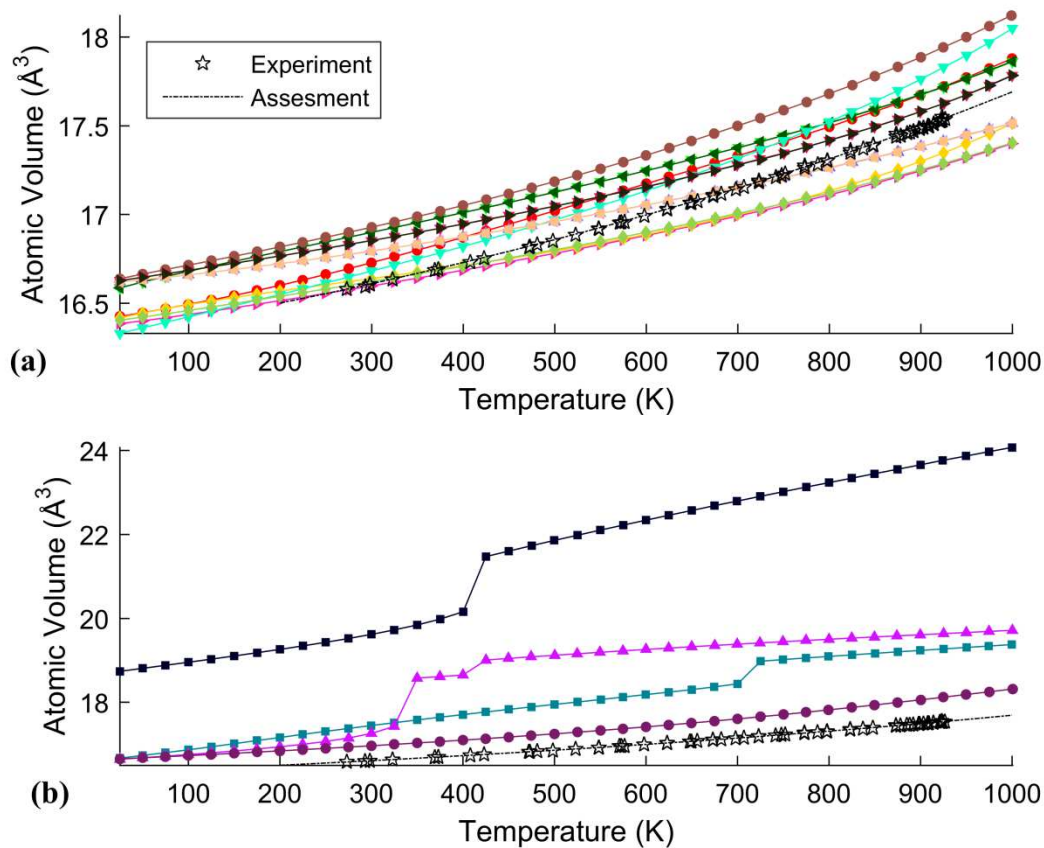 18
17.5
17
16.5
Atomic Volume (Å³)
Experiment
Assesment
(a)
100 200 300 400 500 600 700 800 900 1000
Temperature (K)
24
22
20
18
Atomic Volume (Å³)
(b)
100 200 300 400 500 600 700 800 900 1000
Temperature (K)